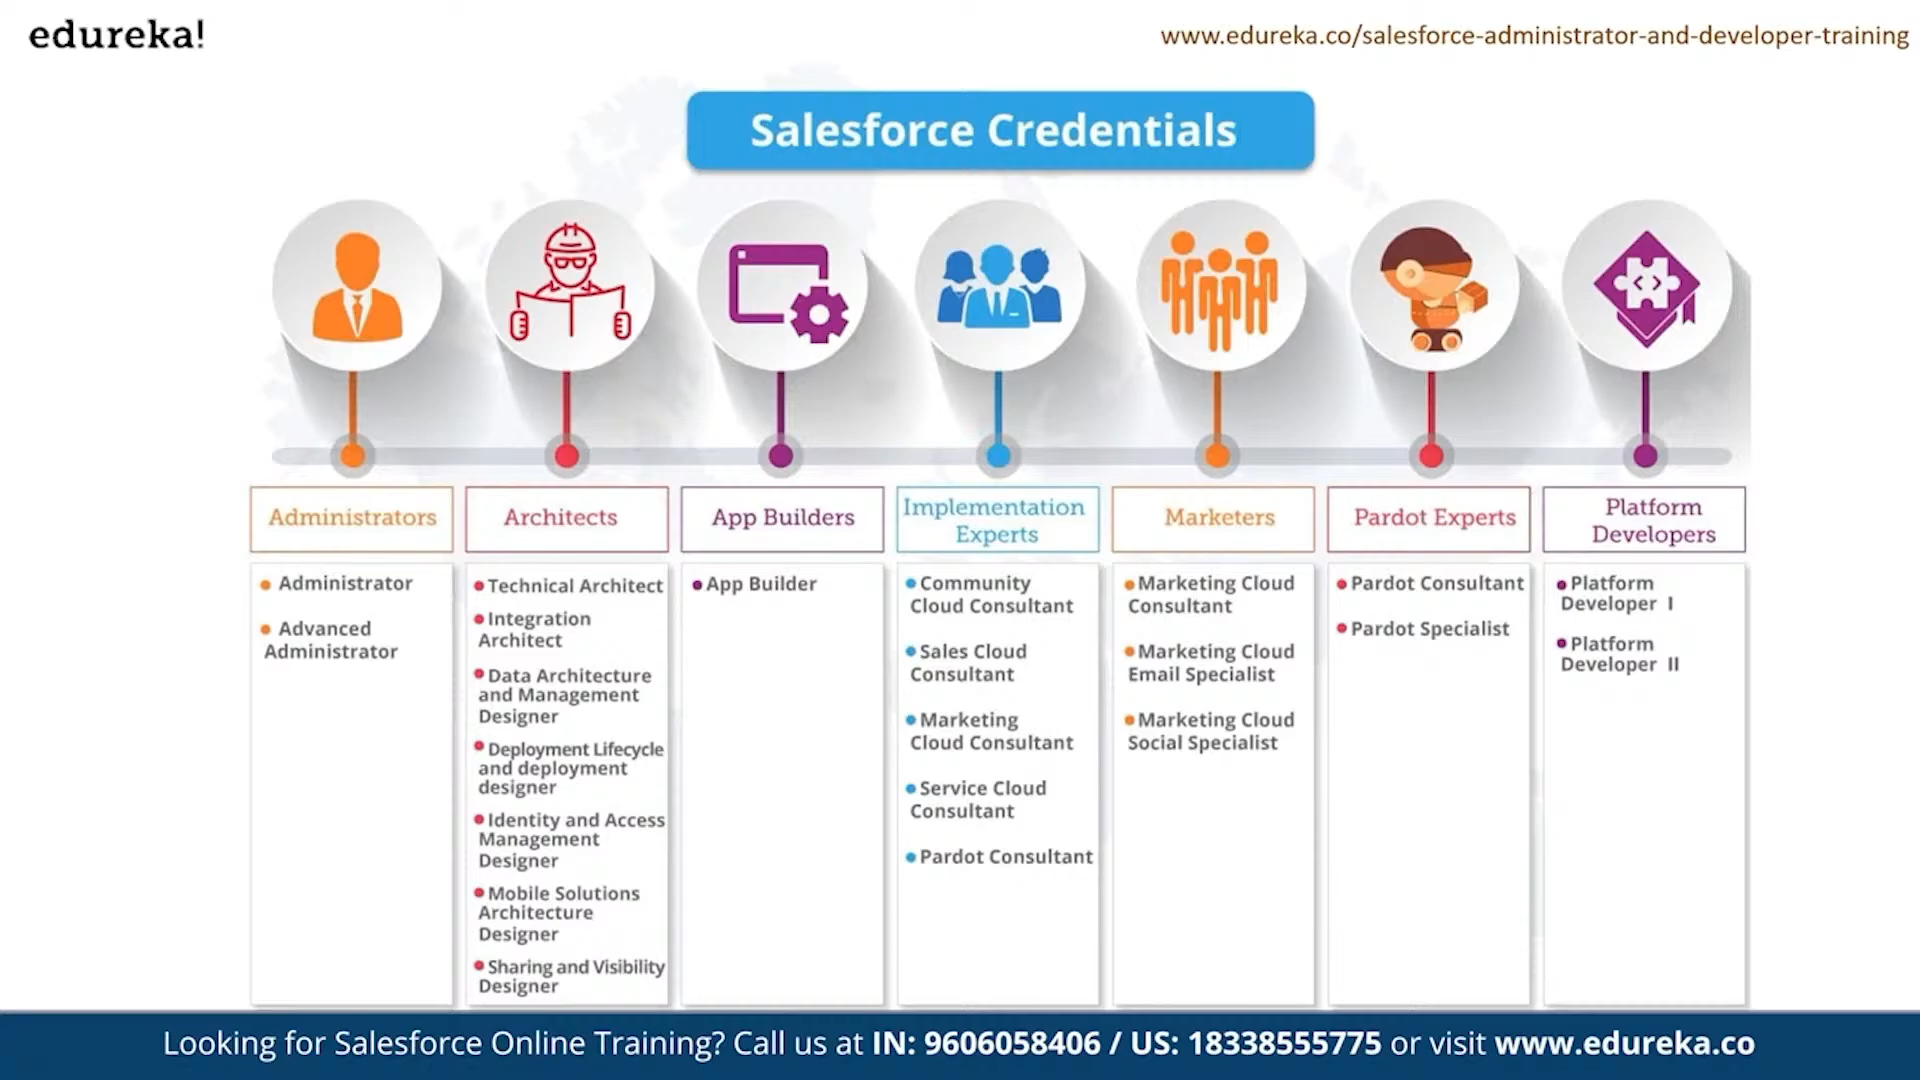 edureka!
www.edureka.co/salesforce-administrator-and-developer-training
Salesforce Credentials
Administrators
Administrator
Advanced
Administrator
Architects
Technical Architect
Integration
Architect
Data Architecture
and Management
Designer
Deployment Lifecycle
and deployment
designer
Identity and Access
Management
Designer
Mobile Solutions
Architecture
Designer
Sharing and Visibility
Designer
App Builders
App Builder
Implementation
Experts
Community
Cloud Consultant
Sales Cloud
Consultant
Marketing
Cloud Consultant
Service Cloud
Consultant
Pardot Consultant
Marketers
Marketing Cloud
Consultant
Marketing Cloud
Email Specialist
Marketing Cloud
Social Specialist
Pardot Experts
Pardot Consultant
Pardot Specialist
Platform
Developers
Platform
Developer I
Platform
Developer II
Looking for Salesforce Online Training? Call us at IN: 9606058406 / US: 18338555775 or visit www.edureka.co